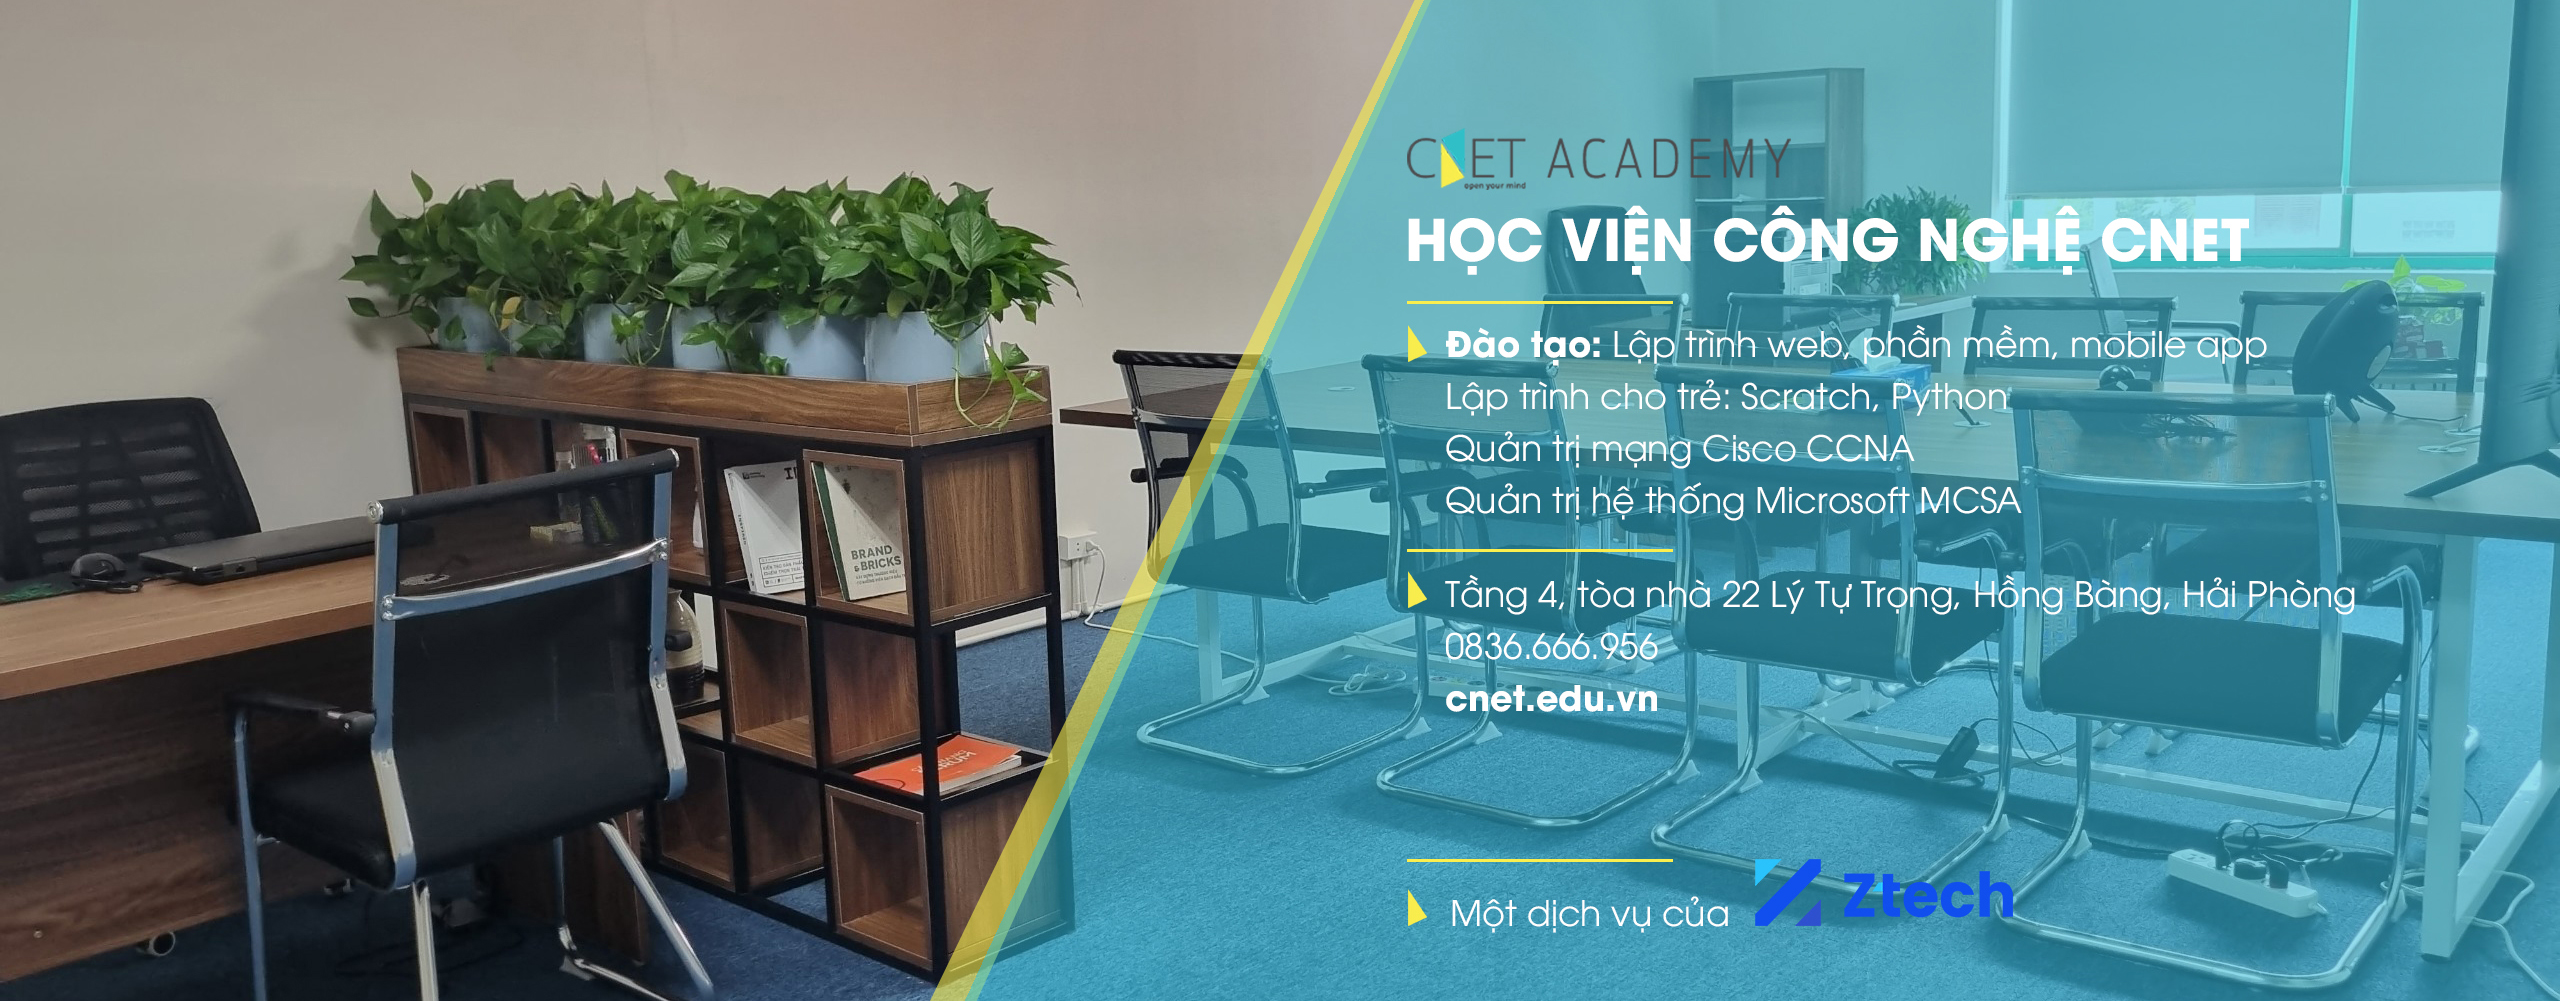 CNET ACADEMY
open your mind
HỌC VIỆN CÔNG NGHỆ CNET
Đào tạo: Lập trình web, phần mềm, mobile app
Lập trình cho trẻ: Scratch, Python
Quản trị mạng Cisco CCNA
Quản trị hệ thống Microsoft MCSA
Tầng 4, tòa nhà 22 Lý Tự Trọng, Hồng Bàng, Hải Phòng
0836.666.956
cnet.edu.vn
Một dịch vụ của Ztech
BRAND
& BRICKS